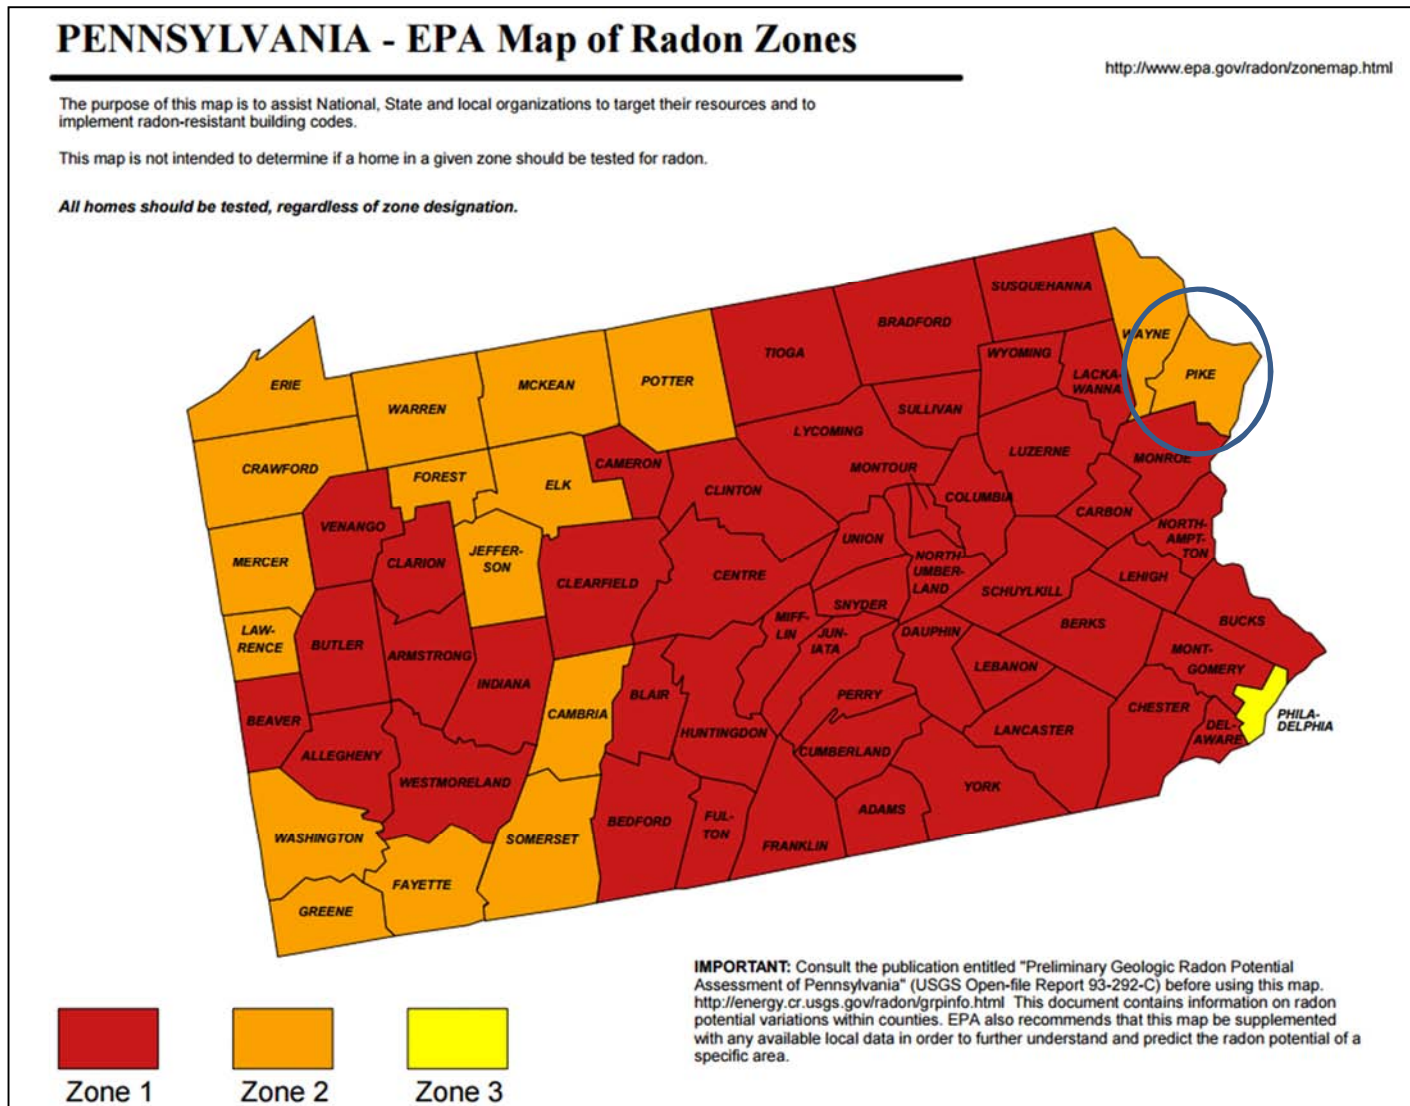 PENNSYLVANIA - EPA Map of Radon Zones
http://www.epa.gov/radon/zonemap.html
The purpose of this map is to assist National, State and local organizations to target their resources and to
implement radon-resistant building codes.
This map is not intended to determine if a home in a given zone should be tested for radon.
All homes should be tested, regardless of zone designation.
SUSQUEHANNA
BRADFORD
WAYNE
TIOGA
WYOMING
PIKE
LACKA-
WANNA
ERIE
MCKEAN
POTTER
WARREN
SULLIVAN
LYCOMING
LUZERNE
MONROE
CRAWFORD
FOREST
ELK
CAMERON
CLINTON
MONTOUR
COLUMBIA
CARBON
VENANGO
NORTH-
AMPT-
TON
MERCER
CLARION
JEFFER-
SON
CLEARFIELD
CENTRE
UNION
NORTH-
UMBER-
LAND
LEHIGH
SCHUYLKILL
SNYDER
LAW-
RENCE
BUTLER
ARMSTRONG
MIFF-
LIN
JUN-
IATA
DAUPHIN
BERKS
BUCKS
MONT-
GOMERY
LEBANON
INDIANA
BLAIR
PERRY
BEAVER
CAMBRIA
HUNTINGDON
LANCASTER
CHESTER
DEL-
AWARE
PHILA-
DELPHIA
ALLEGHENY
CUMBERLAND
WESTMORELAND
YORK
WASHINGTON
SOMERSET
BEDFORD
FUL-
TON
ADAMS
FRANKLIN
FAYETTE
GREENE
IMPORTANT: Consult the publication entitled "Preliminary Geologic Radon Potential
Assessment of Pennsylvania" (USGS Open-file Report 93-292-C) before using this map.
http://energy.cr.usgs.gov/radon/grpinfo.html This document contains information on radon
potential variations within counties. EPA also recommends that this map be supplemented
with any available local data in order to further understand and predict the radon potential of a
specific area.
Zone 1
Zone 2
Zone 3